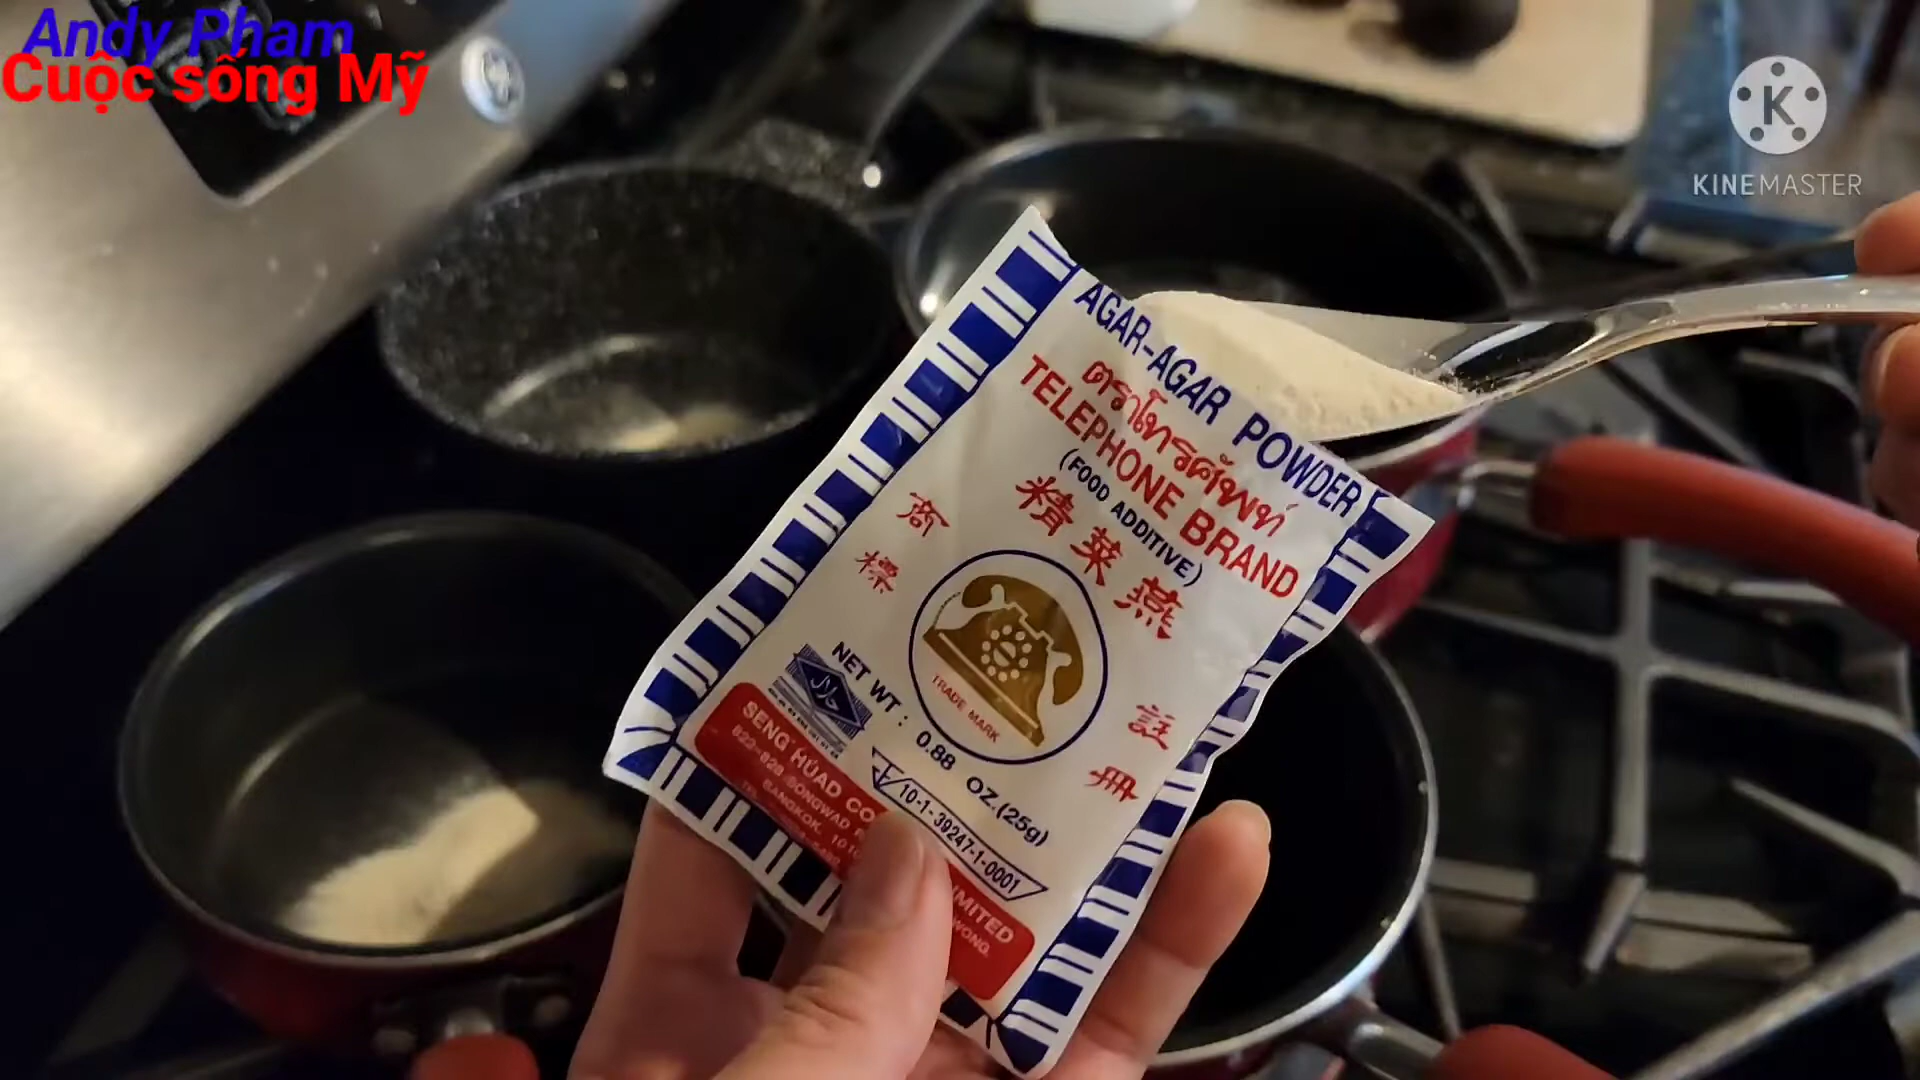 Andy Pham
Cuộc sống Mỹ
K
KINEMASTER
AGAR-AGAR POWDER
ตราโทรศัพท์
TELEPHONE BRAND
(FOOD ADDITIVE)
精菜燕
商標
註冊
TRADE MARK
NET WT : 0.88 OZ.(25g)
10-1-39247-1-0001
SENG HUAD CO
IMITED
BANGKOK.